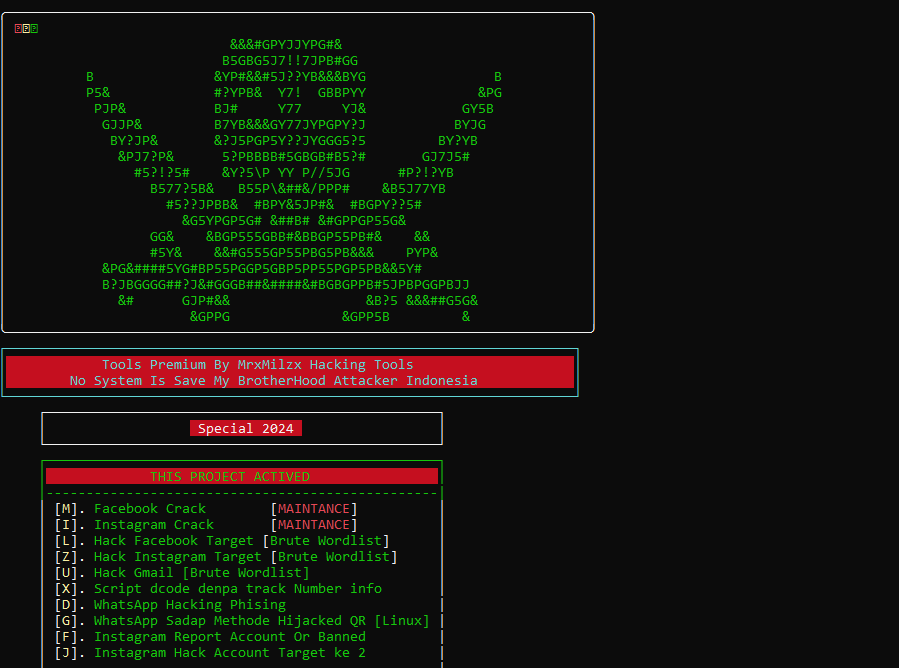 &&&#GPYJJYPG#&
B5GBG5J7!!7JPB#GG
B &YP#&&#5J??YB&&&BYG B
P5& #?YPB& Y7! GBBPYY &PG
PJP& BJ# Y77 YJ& GY5B
GJJP& B7YB&&&GY77JYPGPY?J BYJG
BY?JP& &?J5PGP5Y??JYGGG5?5 BY?YB
&PJ7?P& 5?PBBBB#5GBGB#B5?# GJ7J5#
#5?!?5# &Y?5\P YY P//5JG #P?!?YB
B577?5B& B55P\&##&/PPP# &B5J77YB
#5??JPBB& #BPY&5JP#& #BGPY??5#
&G5YPGP5G# &##B# &#GPPGP55G&
GG& &BGP555GBB#&BBGP55PB#& &&
#5Y& &&#G555GP55PBG5PB&&& PYP&
&PG&####5YG#BP55PGGP5GBP5PP55PGP5PB&&5Y#
B?JBGGGG##?J&#GGGB##&####&#BGBGPPB#5JPBPGGPBJJ
&# GJP#&& &B?5 &&&##G5G&
&GPPG &GPP5B &
Tools Premium By MrxMilzx Hacking Tools
No System Is Save My BrotherHood Attacker Indonesia
Special 2024
THIS PROJECT ACTIVED
-------------------------------------------------
[M]. Facebook Crack [MAINTANCE]
[I]. Instagram Crack [MAINTANCE]
[L]. Hack Facebook Target [Brute Wordlist]
[Z]. Hack Instagram Target [Brute Wordlist]
[U]. Hack Gmail [Brute Wordlist]
[X]. Script dcode denpa track Number info
[D]. WhatsApp Hacking Phising
[G]. WhatsApp Sadap Methode Hijacked QR [Linux]
[F]. Instagram Report Account Or Banned
[J]. Instagram Hack Account Target ke 2